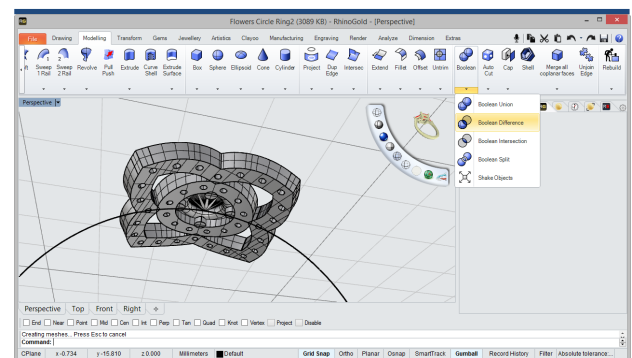 Flowers Circle Ring2 (3089 KB) - RhinoGold - [Perspective]
File Drawing Modelling Transform Gems Jewellery Artistics Clayoo Manufacturing Engraving Render Analyze Dimension Extras
Sweep 1 Rail Sweep 2 Rail Revolve Pull Push Extrude Curve Shell Extrude Surface Box Sphere Ellipsoid Cone Cylinder Project Dup Edge Intersec Extend Fillet Offset Untrim Boolean Auto Cut Cap Shell Merge all coplanar faces Unjoin Edge Rebuild
Perspective
Boolean Union
Boolean Difference
Boolean Intersection
Boolean Split
Shake Objects
Perspective Top Front Right
End Near Point Mid Cen Int Perp Tan Quad Knot Vertex Project Disable
Creating meshes... Press Esc to cancel
Command:
CPlane x -0.734 y -15.810 z 0.000 Millimeters Default Grid Snap Ortho Planar Osnap SmartTrack Gumball Record History Filter Absolute tolerance:...